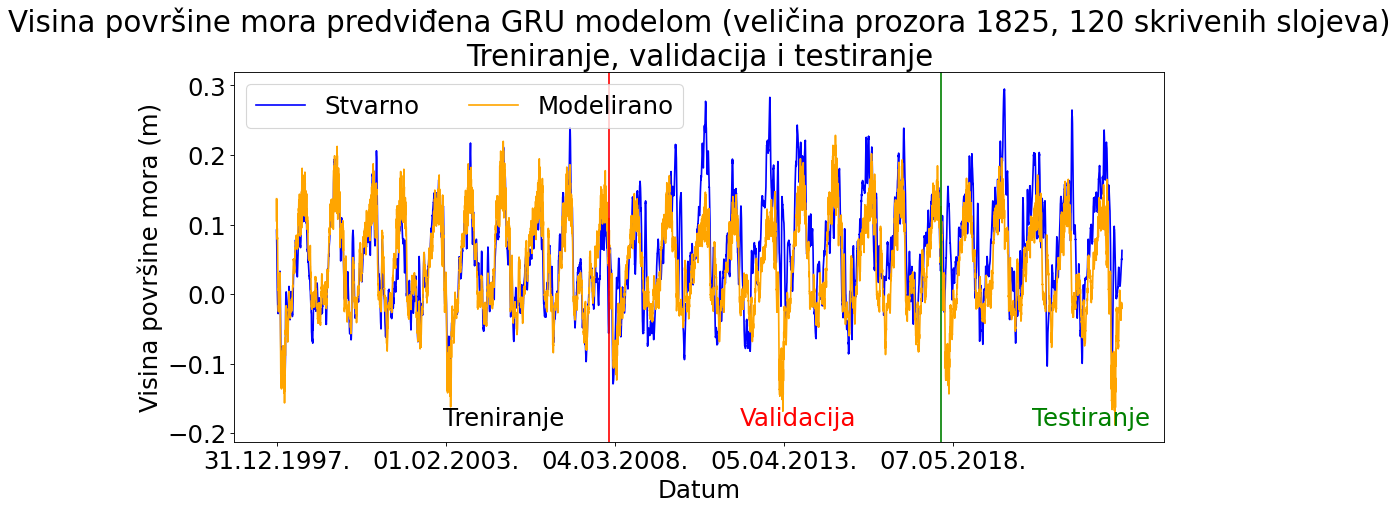 Visina površine mora predviđena GRU modelom (veličina prozora 1825, 120 skrivenih slojeva)
Treniranje, validacija i testiranje
Stvarno
Modelirano
Visina površine mora (m)
0.3
0.2
0.1
0.0
−0.1
−0.2
Treniranje
Validacija
Testiranje
31.12.1997.
01.02.2003.
04.03.2008.
05.04.2013.
07.05.2018.
Datum